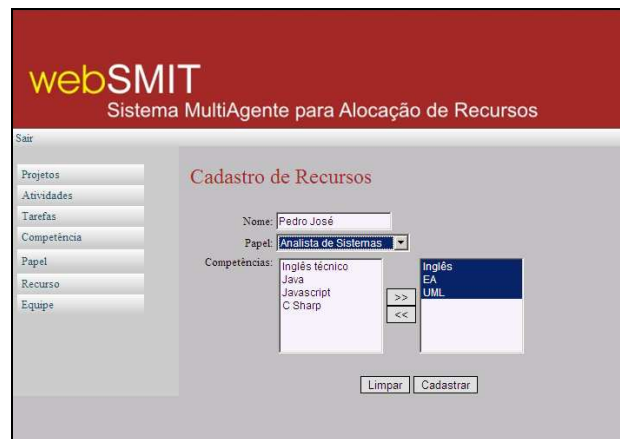 webSMIT
Sistema MultiAgente para Alocação de Recursos
Sair
Projetos
Atividades
Tarefas
Competência
Papel
Recurso
Equipe
Cadastro de Recursos
Nome: Pedro José
Papel: Analista de Sistemas
Competências:
Inglês técnico
Java
Javascript
C Sharp
>>
<<
Inglês
EA
UML
Limpar Cadastrar